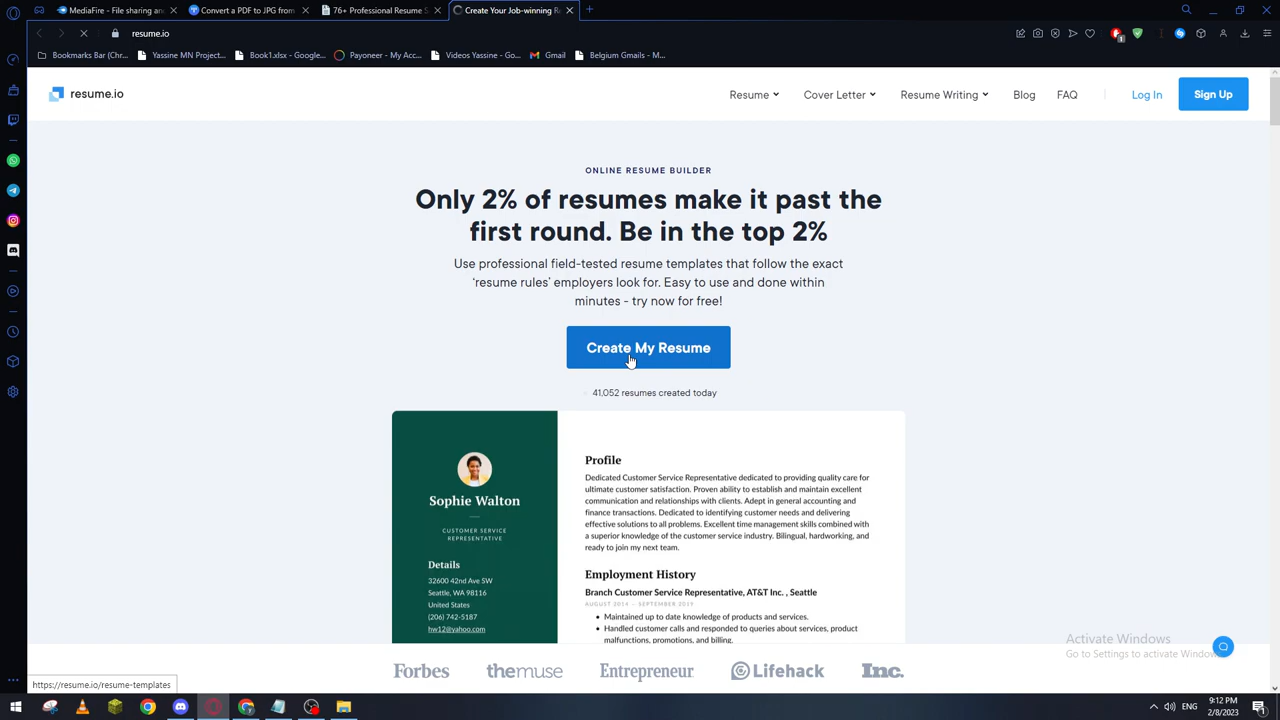 MediaFire - File sharing and
Convert a PDF to JPG from
76+ Professional Resume S
Create Your Job-winning R
resume.io
Bookmarks Bar (Chr...
Yassine MN Project...
Book1.xlsx - Google...
Payoneer - My Acc...
Videos Yassine - Go...
Gmail
Belgium Gmails - M...
resume.io
Resume
Cover Letter
Resume Writing
Blog
FAQ
Log In
Sign Up
ONLINE RESUME BUILDER
Only 2% of resumes make it past the
first round. Be in the top 2%
Use professional field-tested resume templates that follow the exact
‘resume rules’ employers look for. Easy to use and done within
minutes - try now for free!
Create My Resume
41,052 resumes created today
Sophie Walton
CUSTOMER SERVICE
REPRESENTATIVE
Details
32600 42nd Ave SW
Seattle, WA 98116
United States
(206) 742-5187
hw12@yahoo.com
Profile
Dedicated Customer Service Representative dedicated to providing quality care for
ultimate customer satisfaction. Proven ability to establish and maintain excellent
communication and relationships with clients. Adept in general accounting and
finance transactions. Dedicated to identifying customer needs and delivering
effective solutions to all problems. Excellent time management skills combined with
a superior knowledge of the customer service industry. Bilingual, hardworking, and
ready to join my next team.
Employment History
Branch Customer Service Representative, AT&T Inc. , Seattle
AUGUST 2014 — SEPTEMBER 2019
Maintained up to date knowledge of products and services.
Handled customer calls and responded to queries about services, product
malfunctions, promotions, and billing.
Activate Windows
Go to Settings to activate Windows.
Forbes
themuse
Entrepreneur
Lifehack
Inc.
https://resume.io/resume-templates
ENG
9:12 PM
2/8/2023